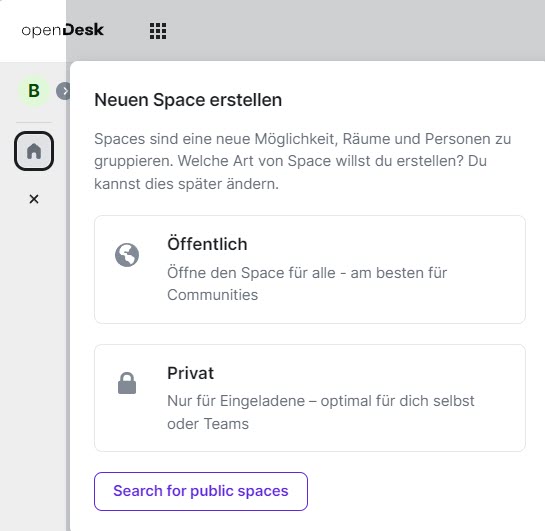 openDesk
B
Neuen Space erstellen
Spaces sind eine neue Möglichkeit, Räume und Personen zu
gruppieren. Welche Art von Space willst du erstellen? Du
kannst dies später ändern.
Öffentlich
Öffne den Space für alle - am besten für
Communities
Privat
Nur für Eingeladene – optimal für dich selbst
oder Teams
Search for public spaces